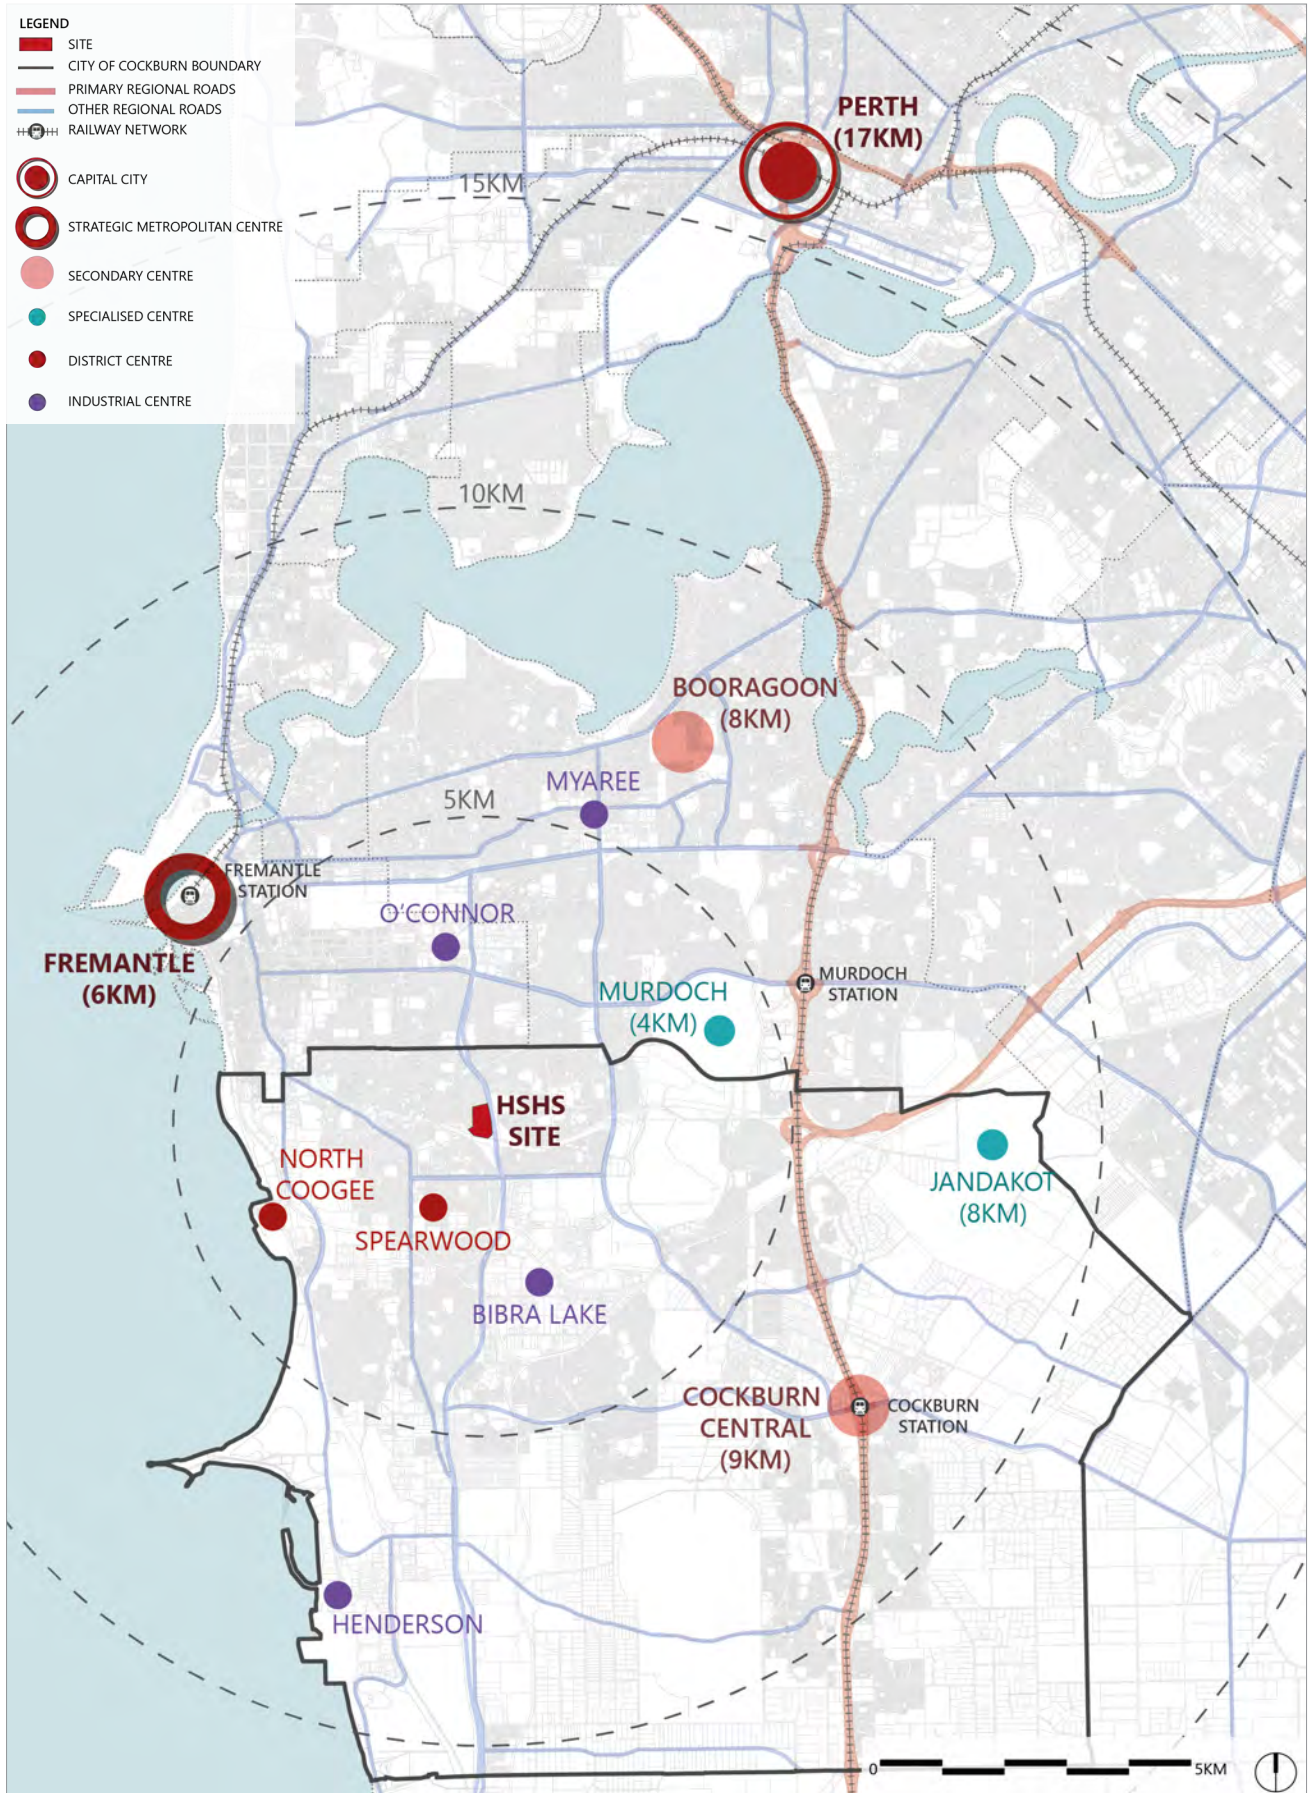 LEGEND
SITE
CITY OF COCKBURN BOUNDARY
PRIMARY REGIONAL ROADS
OTHER REGIONAL ROADS
RAILWAY NETWORK
CAPITAL CITY
STRATEGIC METROPOLITAN CENTRE
SECONDARY CENTRE
SPECIALISED CENTRE
DISTRICT CENTRE
INDUSTRIAL CENTRE
PERTH
(17KM)
15KM
10KM
BOORAGOON
(8KM)
MYAREE
5KM
FREMANTLE
STATION
O'CONNOR
FREMANTLE
(6KM)
MURDOCH
STATION
MURDOCH
(4KM)
HSHS
SITE
NORTH
COOGEE
JANDAKOT
(8KM)
SPEARWOOD
BIBRA LAKE
COCKBURN
CENTRAL
(9KM)
COCKBURN
STATION
HENDERSON
0
5KM